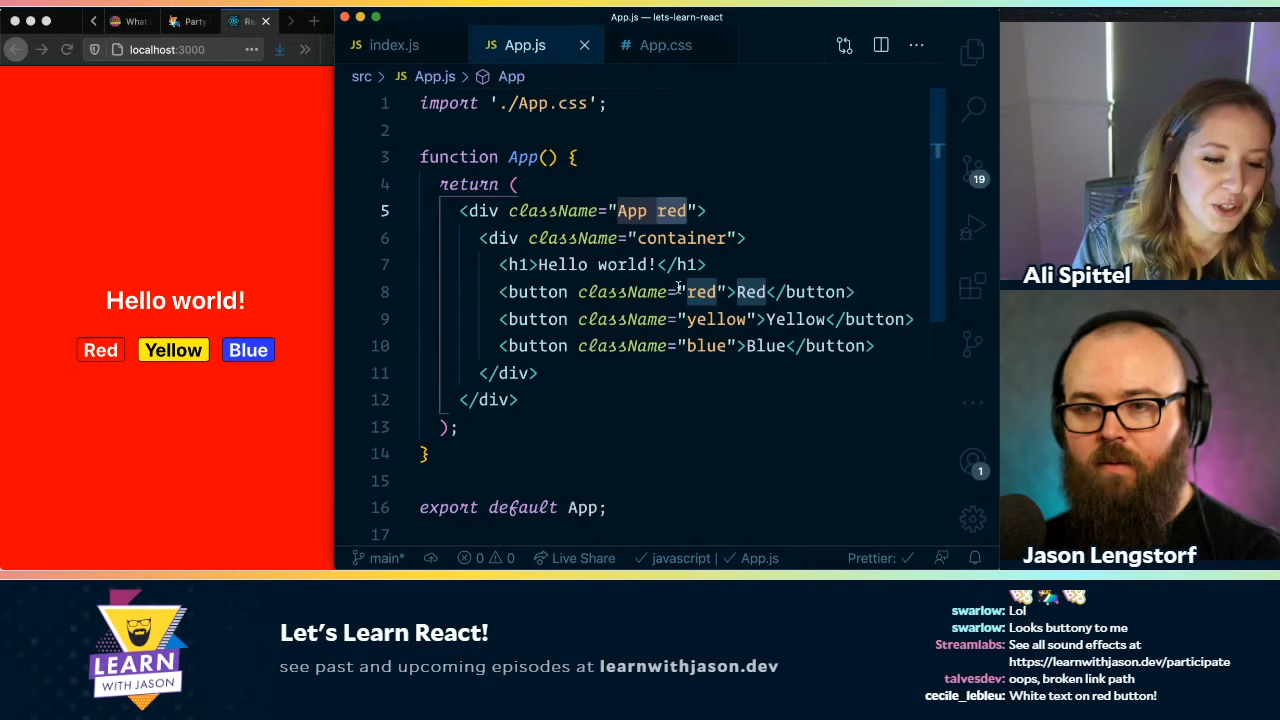 What
Party
Re
localhost:3000
Hello world!
Red
Yellow
Blue
App.js — lets-learn-react
JS index.js
JS App.js
# App.css
src > JS App.js > App
1 import './App.css';
2
3 function App() {
4 return (
5 <div className="App red">
6 <div className="container">
7 <h1>Hello world!</h1>
8 <button className="red">Red</button>
9 <button className="yellow">Yellow</button>
10 <button className="blue">Blue</button>
11 </div>
12 </div>
13 );
14 }
15
16 export default App;
17
19
1
main* 0 0 Live Share javascript | App.js Prettier:
Ali Spittel
Jason Lengstorf
LEARN
WITH JASON
Let's Learn React!
see past and upcoming episodes at learnwithjason.dev
swarlow: Lol
swarlow: Looks buttony to me
Streamlabs: See all sound effects at
https://learnwithjason.dev/participate
talvesdev: oops, broken link path
cecile_lebleu: White text on red button!